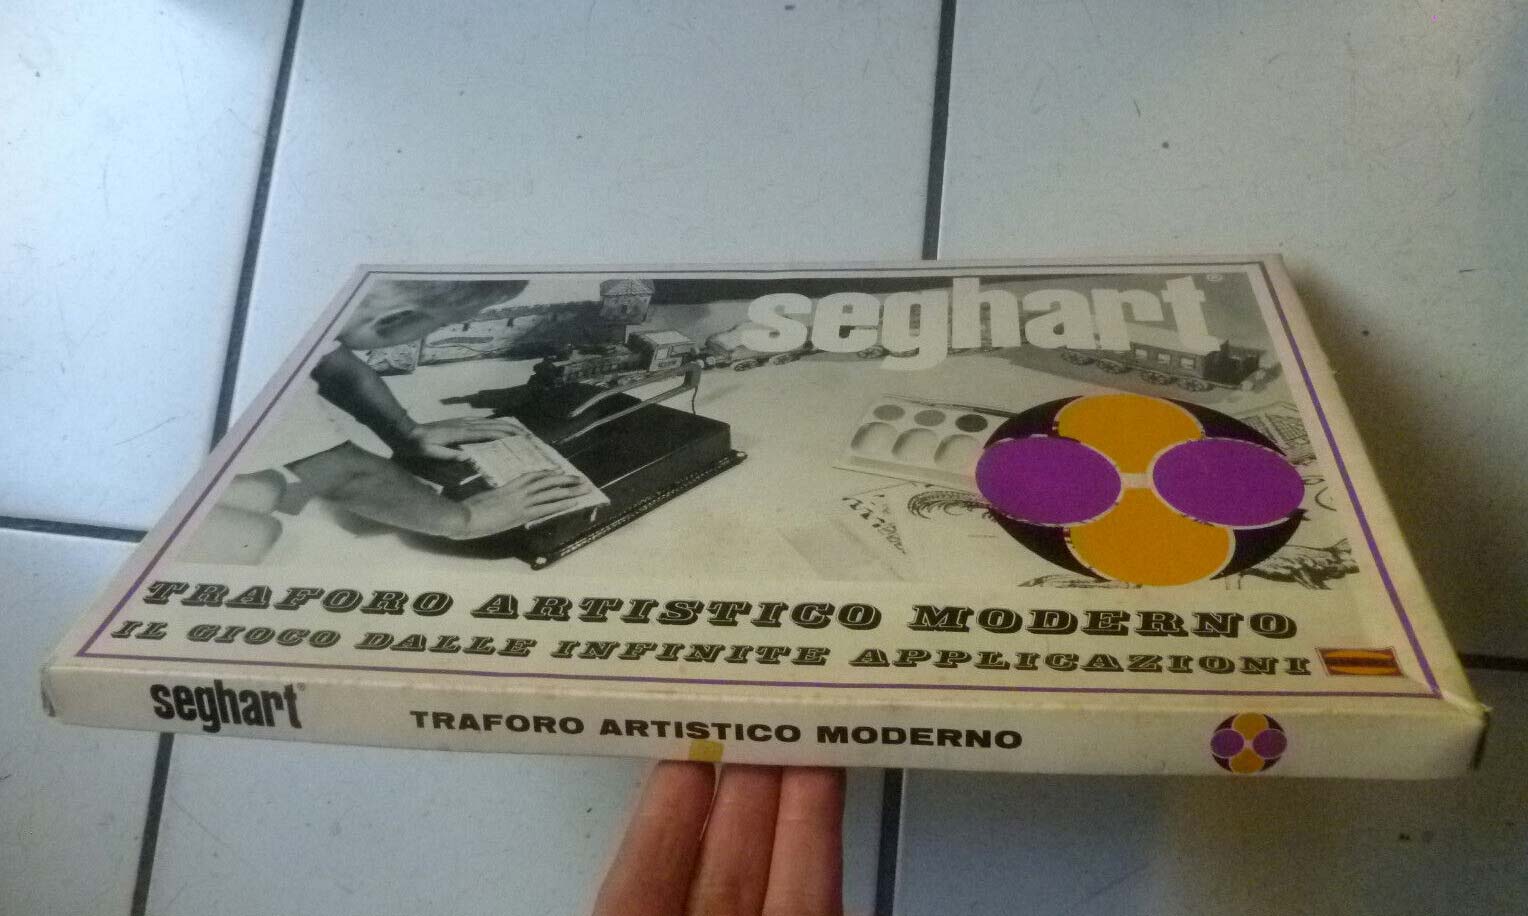 seghart®
TRAFORO ARTISTICO MODERNO
IL GIOCO DALLE INFINITE APPLICAZIONI
seghart®
TRAFORO ARTISTICO MODERNO